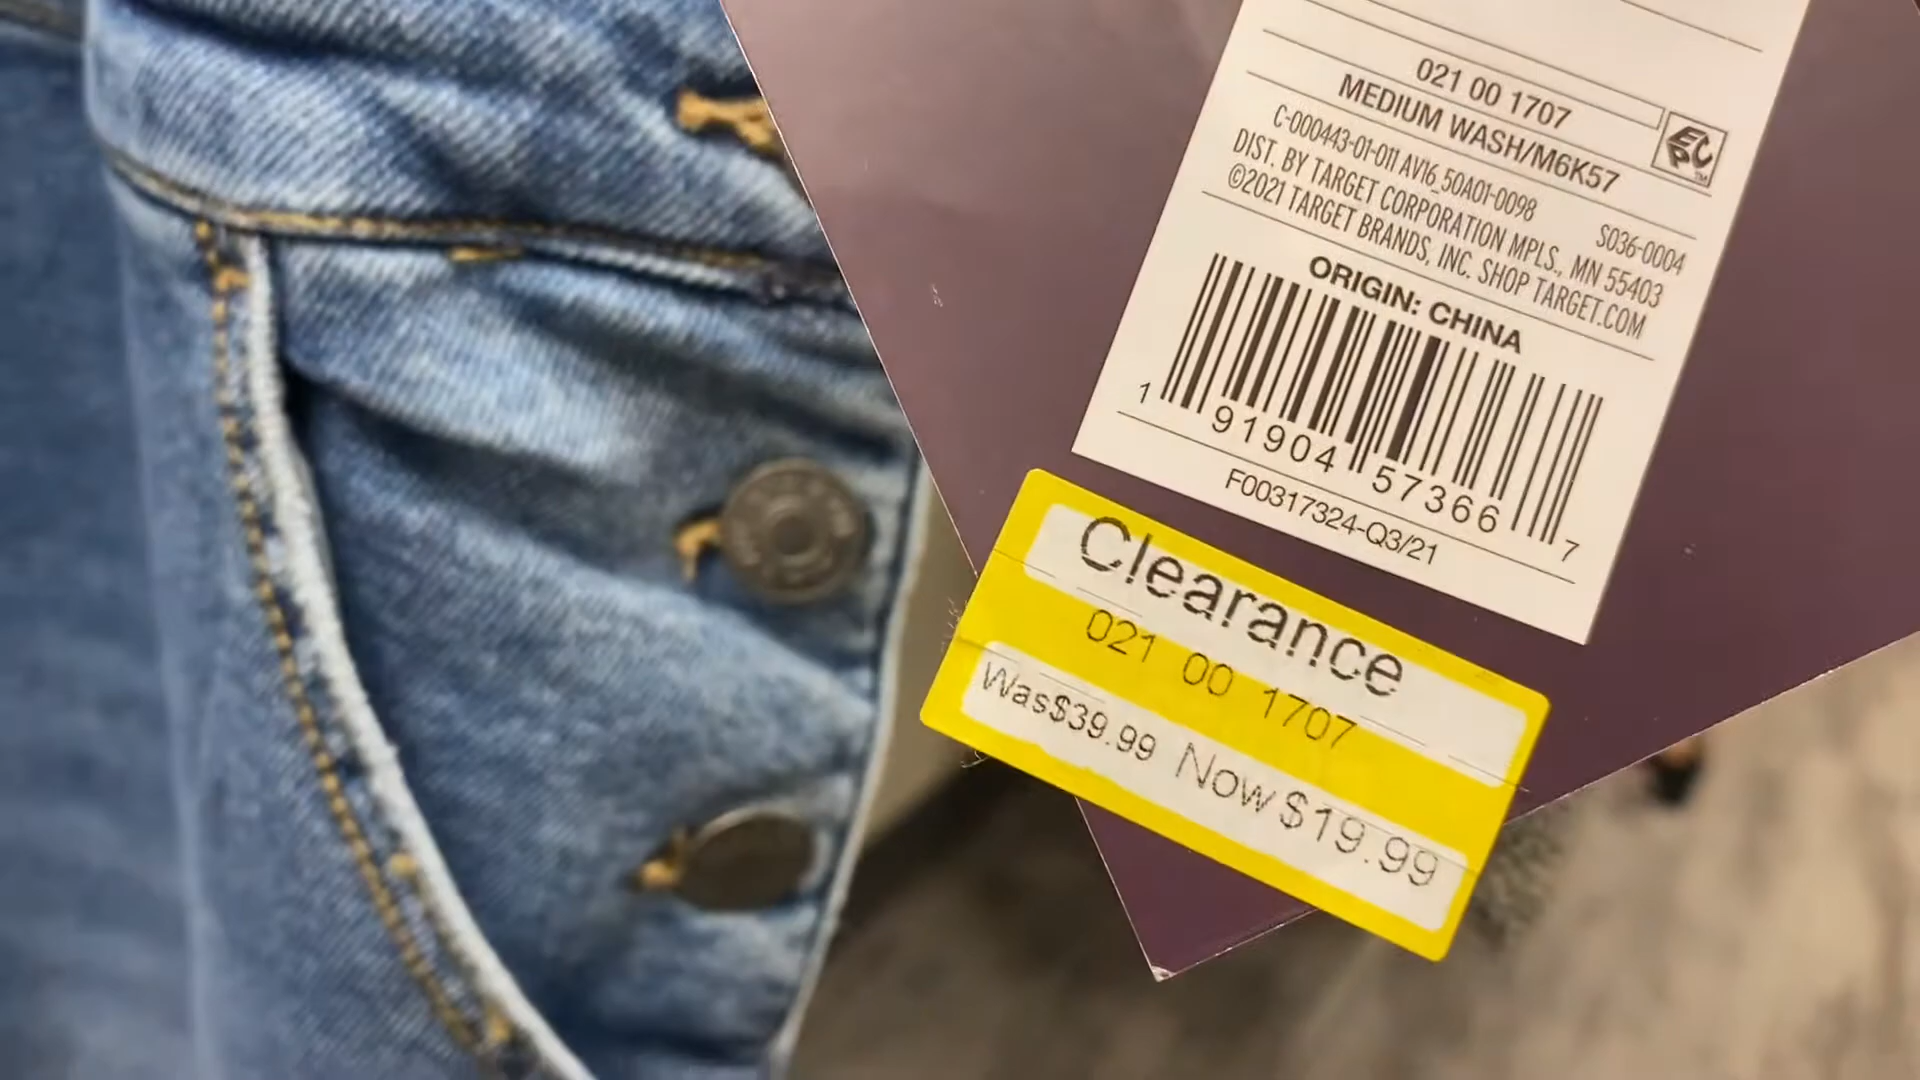 021 00 1707
MEDIUM WASH/M6K57
C-000443-01-011 AV16_50A01-0098 S036-0004
DIST. BY TARGET CORPORATION MPLS., MN 55403
©2021 TARGET BRANDS, INC. SHOP TARGET.COM
ORIGIN: CHINA
1 91904 57366 7
F00317324-Q3/21
Clearance
021 00 1707
Was$39.99 Now $19.99